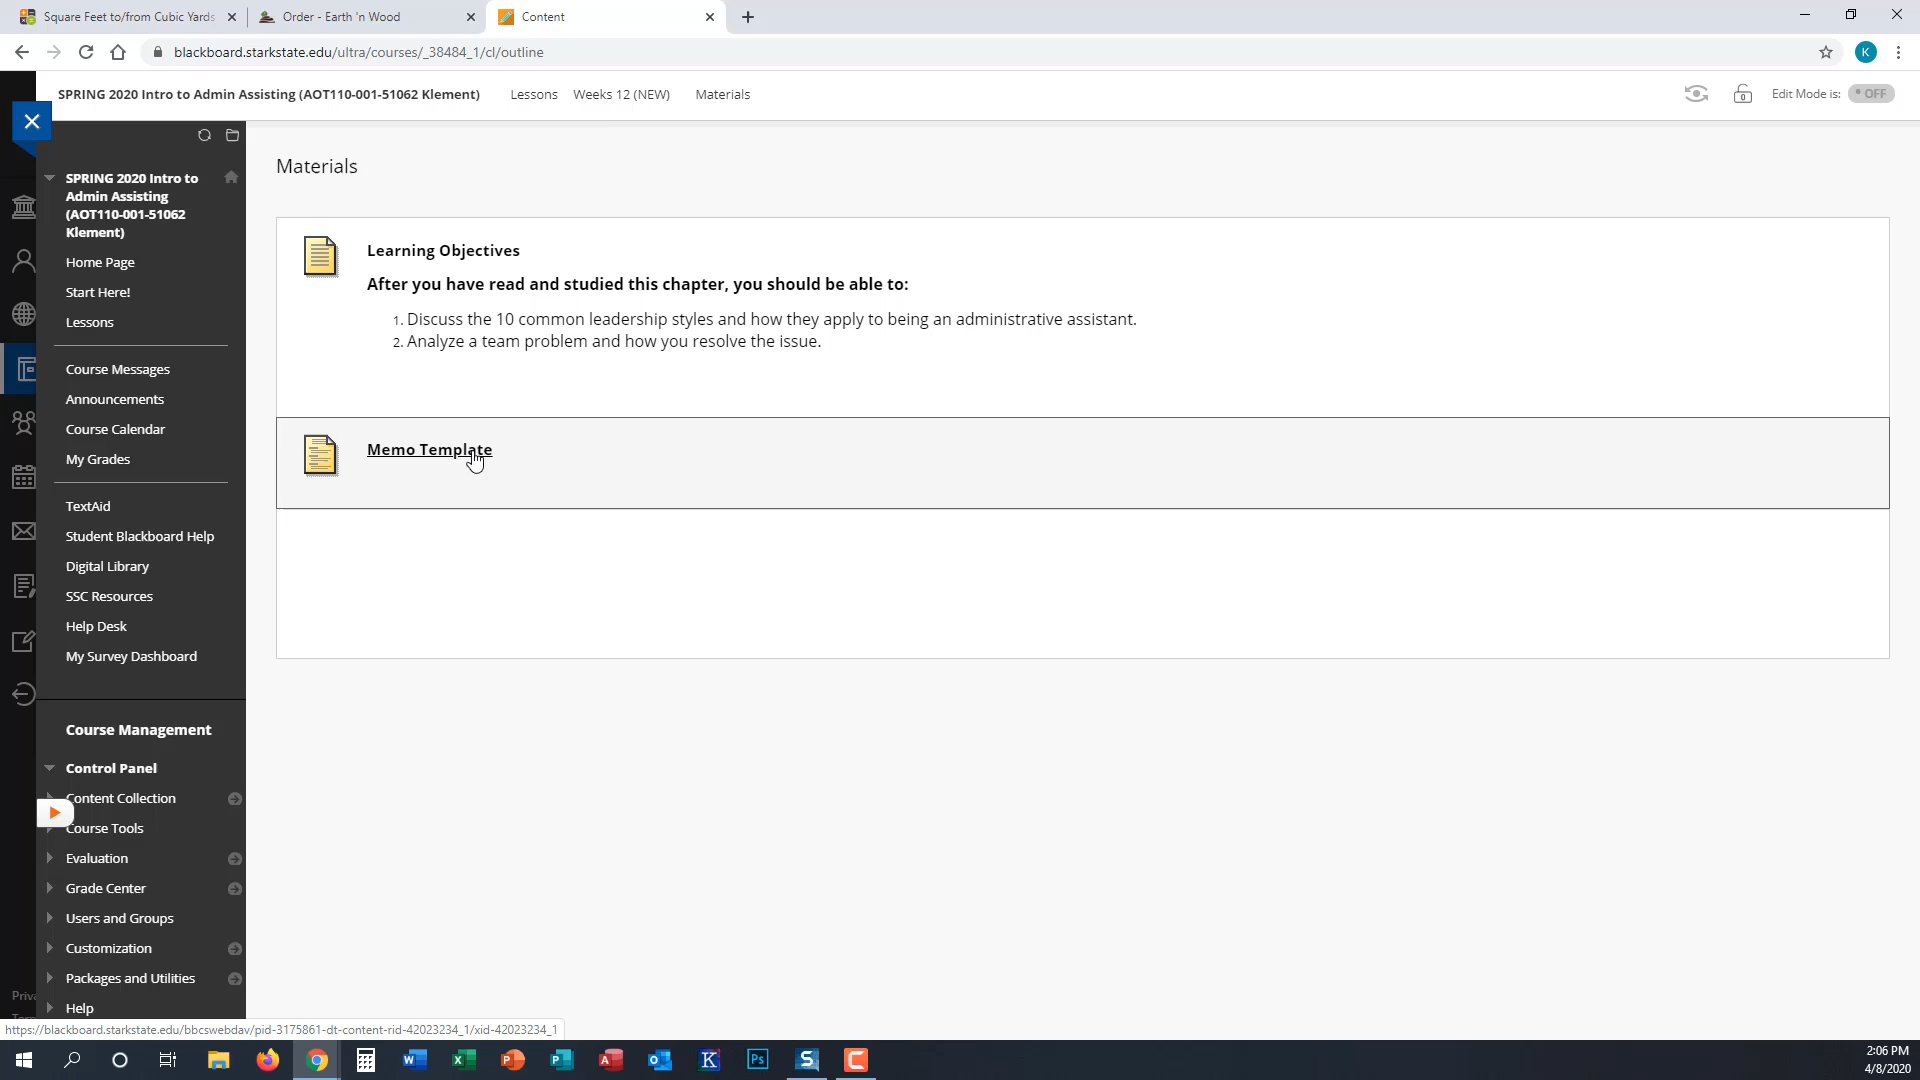 Square Feet to/from Cubic Yards
Order - Earth 'n Wood
Content
blackboard.starkstate.edu/ultra/courses/_38484_1/cl/outline
K
SPRING 2020 Intro to Admin Assisting (AOT110-001-51062 Klement)
Lessons
Weeks 12 (NEW)
Materials
Edit Mode is:
OFF
SPRING 2020 Intro to
Admin Assisting
(AOT110-001-51062
Klement)
Home Page
Start Here!
Lessons
Course Messages
Announcements
Course Calendar
My Grades
TextAid
Student Blackboard Help
Digital Library
SSC Resources
Help Desk
My Survey Dashboard
Course Management
Control Panel
Content Collection
Course Tools
Evaluation
Grade Center
Users and Groups
Customization
Packages and Utilities
Help
Materials
Learning Objectives
After you have read and studied this chapter, you should be able to:
1. Discuss the 10 common leadership styles and how they apply to being an administrative assistant.
2. Analyze a team problem and how you resolve the issue.
Memo Template
https://blackboard.starkstate.edu/bbcswebdav/pid-3175861-dt-content-rid-42023234_1/xid-42023234_1
2:06 PM
4/8/2020